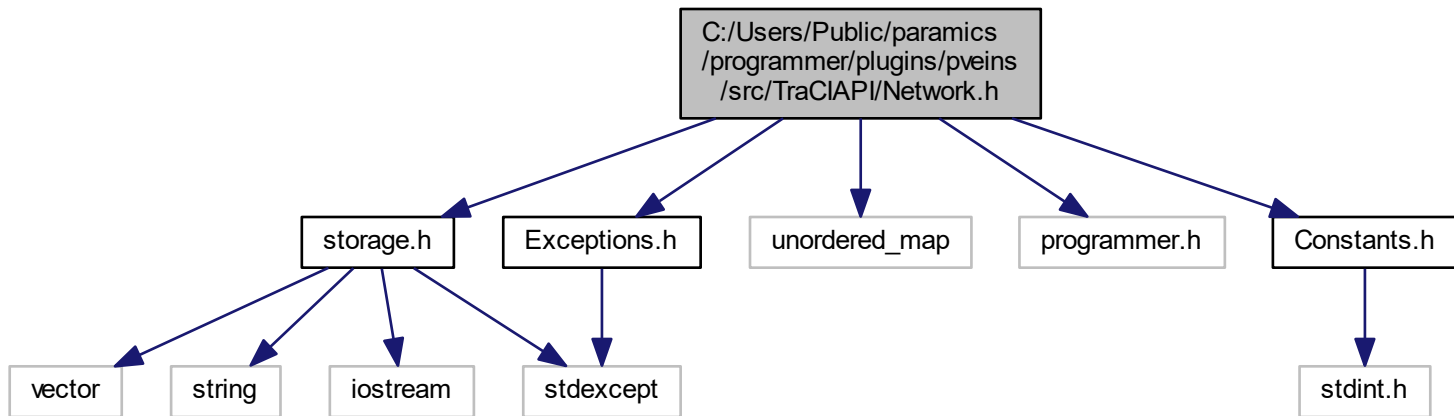 C:/Users/Public/paramics
/programmer/plugins/pveins
/src/TraCIAPI/Network.h
storage.h
Exceptions.h
unordered_map
programmer.h
Constants.h
vector
string
iostream
stdexcept
stdint.h